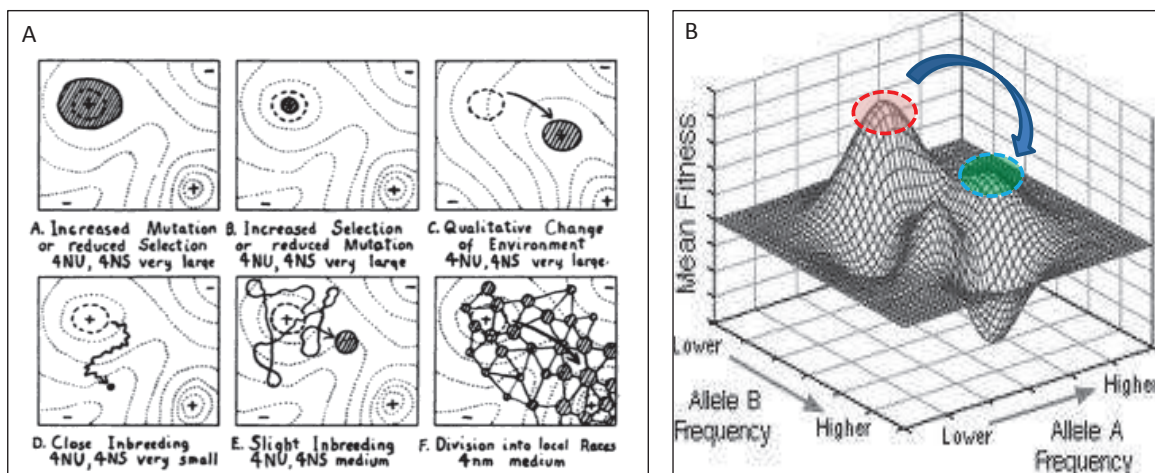 A
A. Increased Mutation
or reduced Selection
4NU, 4NS very large
B. Increased Selection
or reduced Mutation
4NU, 4NS very large
C. Qualitative Change
of Environment
4NU, 4NS very large.
D. Close Inbreeding
4NU, 4NS very small
E. Slight Inbreeding
4NU, 4NS medium
F. Division into local Races
4nm medium
B
Mean Fitness
Lower
Allele B
Frequency
Higher
Lower
Higher
Allele A
Frequency